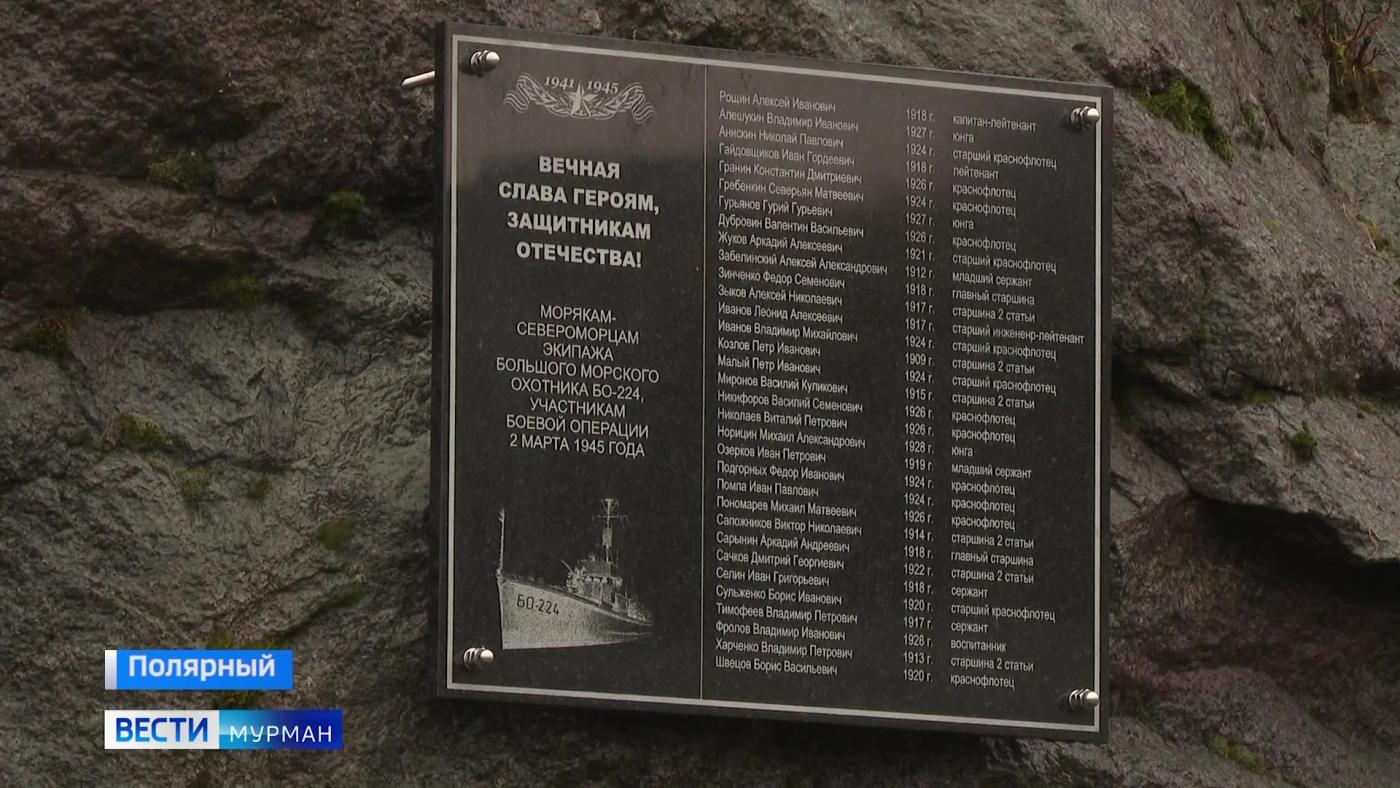 1941 1945
ВЕЧНАЯ
СЛАВА ГЕРОЯМ,
ЗАЩИТНИКАМ
ОТЕЧЕСТВА!
МОРЯКАМ-
СЕВЕРОМОРЦАМ
ЭКИПАЖА
БОЛЬШОГО МОРСКОГО
ОХОТНИКА БО-224,
УЧАСТНИКАМ
БОЕВОЙ ОПЕРАЦИИ
2 МАРТА 1945 ГОДА
БО-224
Рощин Алексей Иванович 1918 г. капитан-лейтенант
Алешукин Владимир Иванович 1927 г. юнга
Анискин Николай Павлович 1924 г. старший краснофлотец
Гайдовщиков Иван Гордеевич 1918 г. лейтенант
Гранин Константин Дмитриевич 1926 г. краснофлотец
Гребенкин Северьян Матвеевич 1924 г. краснофлотец
Гурьянов Гурий Гурьевич 1927 г. юнга
Дубровин Валентин Васильевич 1926 г. краснофлотец
Жуков Аркадий Алексеевич 1921 г. старший краснофлотец
Забелинский Алексей Александрович 1912 г. младший сержант
Зинченко Федор Семенович 1918 г. главный старшина
Зыков Алексей Николаевич 1917 г. старшина 2 статьи
Иванов Леонид Алексеевич 1917 г. старший инжененр-лейтенант
Иванов Владимир Михайлович 1924 г. старший краснофлотец
Козлов Петр Иванович 1909 г. старшина 2 статьи
Малый Петр Иванович 1924 г. старший краснофлотец
Миронов Василий Куликович 1915 г. старшина 2 статьи
Никифоров Василий Семенович 1926 г. краснофлотец
Николаев Виталий Петрович 1926 г. краснофлотец
Норицин Михаил Александрович 1928 г. юнга
Озерков Иван Петрович 1919 г. младший сержант
Подгорных Федор Иванович 1924 г. краснофлотец
Помпа Иван Павлович 1924 г. краснофлотец
Пономарев Михаил Матвеевич 1926 г. краснофлотец
Сапожников Виктор Николаевич 1914 г. старшина 2 статьи
Сарынин Аркадий Андреевич 1918 г. главный старшина
Сачков Дмитрий Георгиевич 1922 г. старшина 2 статьи
Селин Иван Григорьевич 1918 г. сержант
Сульженко Борис Иванович 1920 г. старший краснофлотец
Тимофеев Владимир Петрович 1917 г. сержант
Фролов Владимир Иванович 1928 г. воспитанник
Харченко Владимир Петрович 1913 г. старшина 2 статьи
Швецов Борис Васильевич 1920 г. краснофлотец
Полярный
ВЕСТИ МУРМАН